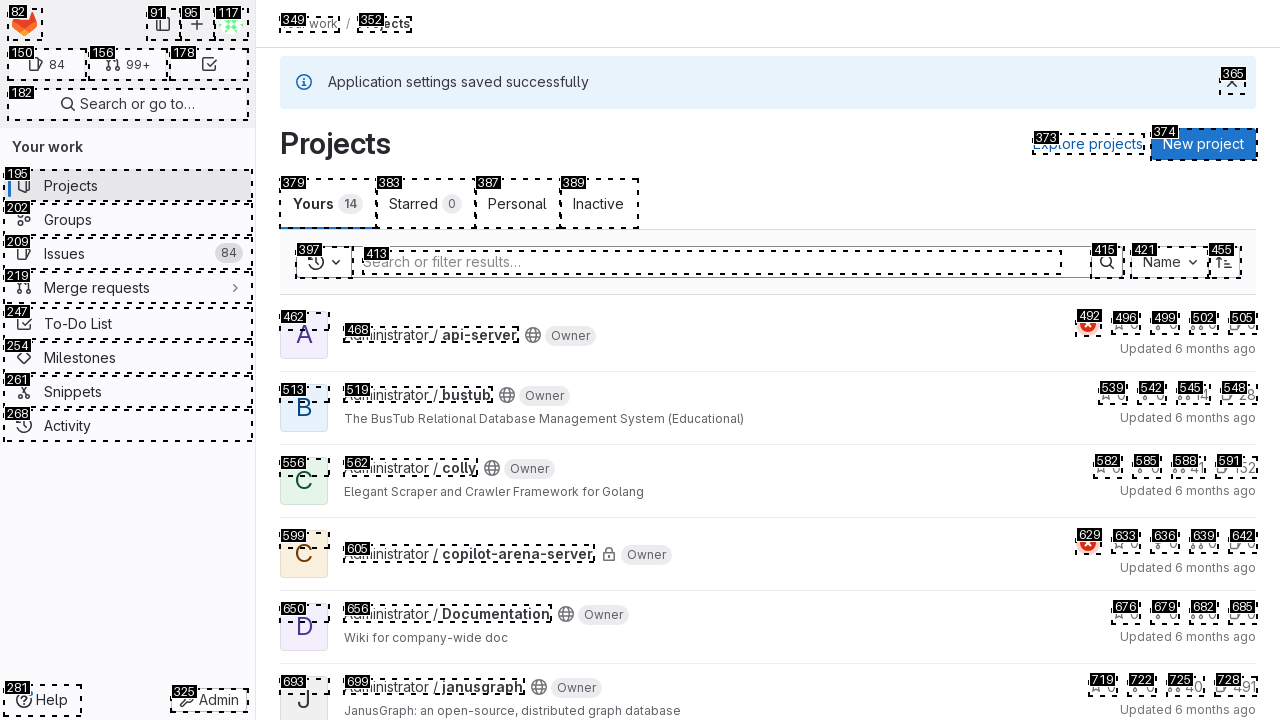 82
91
95
117
150
84
156
99+
178
182
Search or go to…
Your work
195
Projects
202
Groups
209
Issues
84
219
Merge requests
247
To-Do List
254
Milestones
261
Snippets
268
Activity
281
Help
325
Admin
349
work / 352
Projects
Application settings saved successfully
365
Projects
373
Explore projects
374
New project
379
Yours 14
383
Starred 0
387
Personal
389
Inactive
397
413
Search or filter results…
415
421
Name
455
462
A
468
Administrator / api-server
Owner
492
496
499
502
505
Updated 6 months ago
513
B
519
Administrator / bustub
Owner
539
542
545
14
548
28
The BusTub Relational Database Management System (Educational)
Updated 6 months ago
556
C
562
Administrator / colly
Owner
582
585
588
41
591
152
Elegant Scraper and Crawler Framework for Golang
Updated 6 months ago
599
C
605
Administrator / copilot-arena-server
Owner
629
633
636
639
642
Updated 6 months ago
650
D
656
Administrator / Documentation
Owner
676
679
682
685
Wiki for company-wide doc
Updated 6 months ago
693
J
699
Administrator / janusgraph
Owner
719
722
725
40
728
491
JanusGraph: an open-source, distributed graph database
Updated 6 months ago